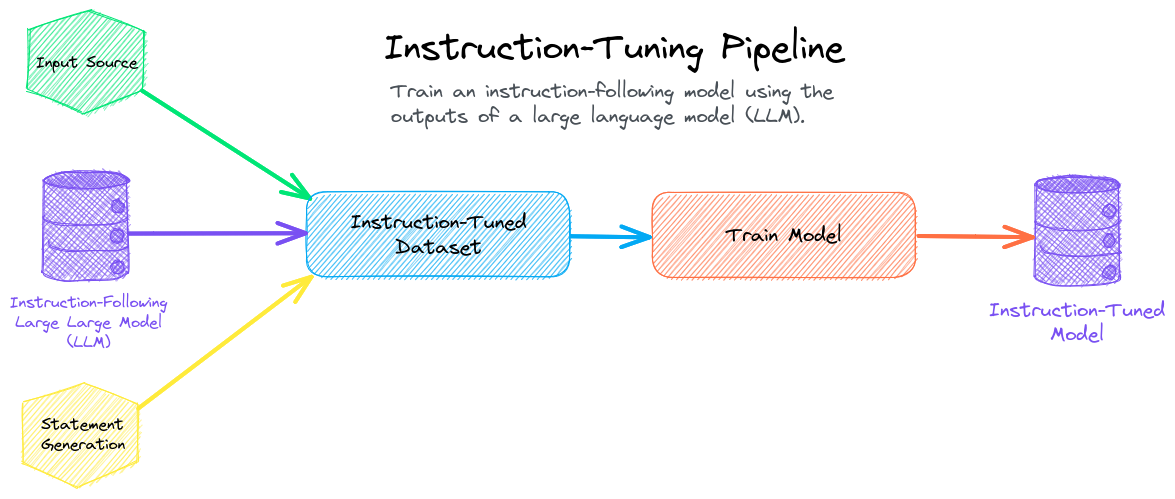 Instruction-Tuning Pipeline
Train an instruction-following model using the
outputs of a large language model (LLM).
Input Source
Instruction-Following
Large Large Model
(LLM)
Statement
Generation
Instruction-Tuned
Dataset
Train Model
Instruction-Tuned
Model